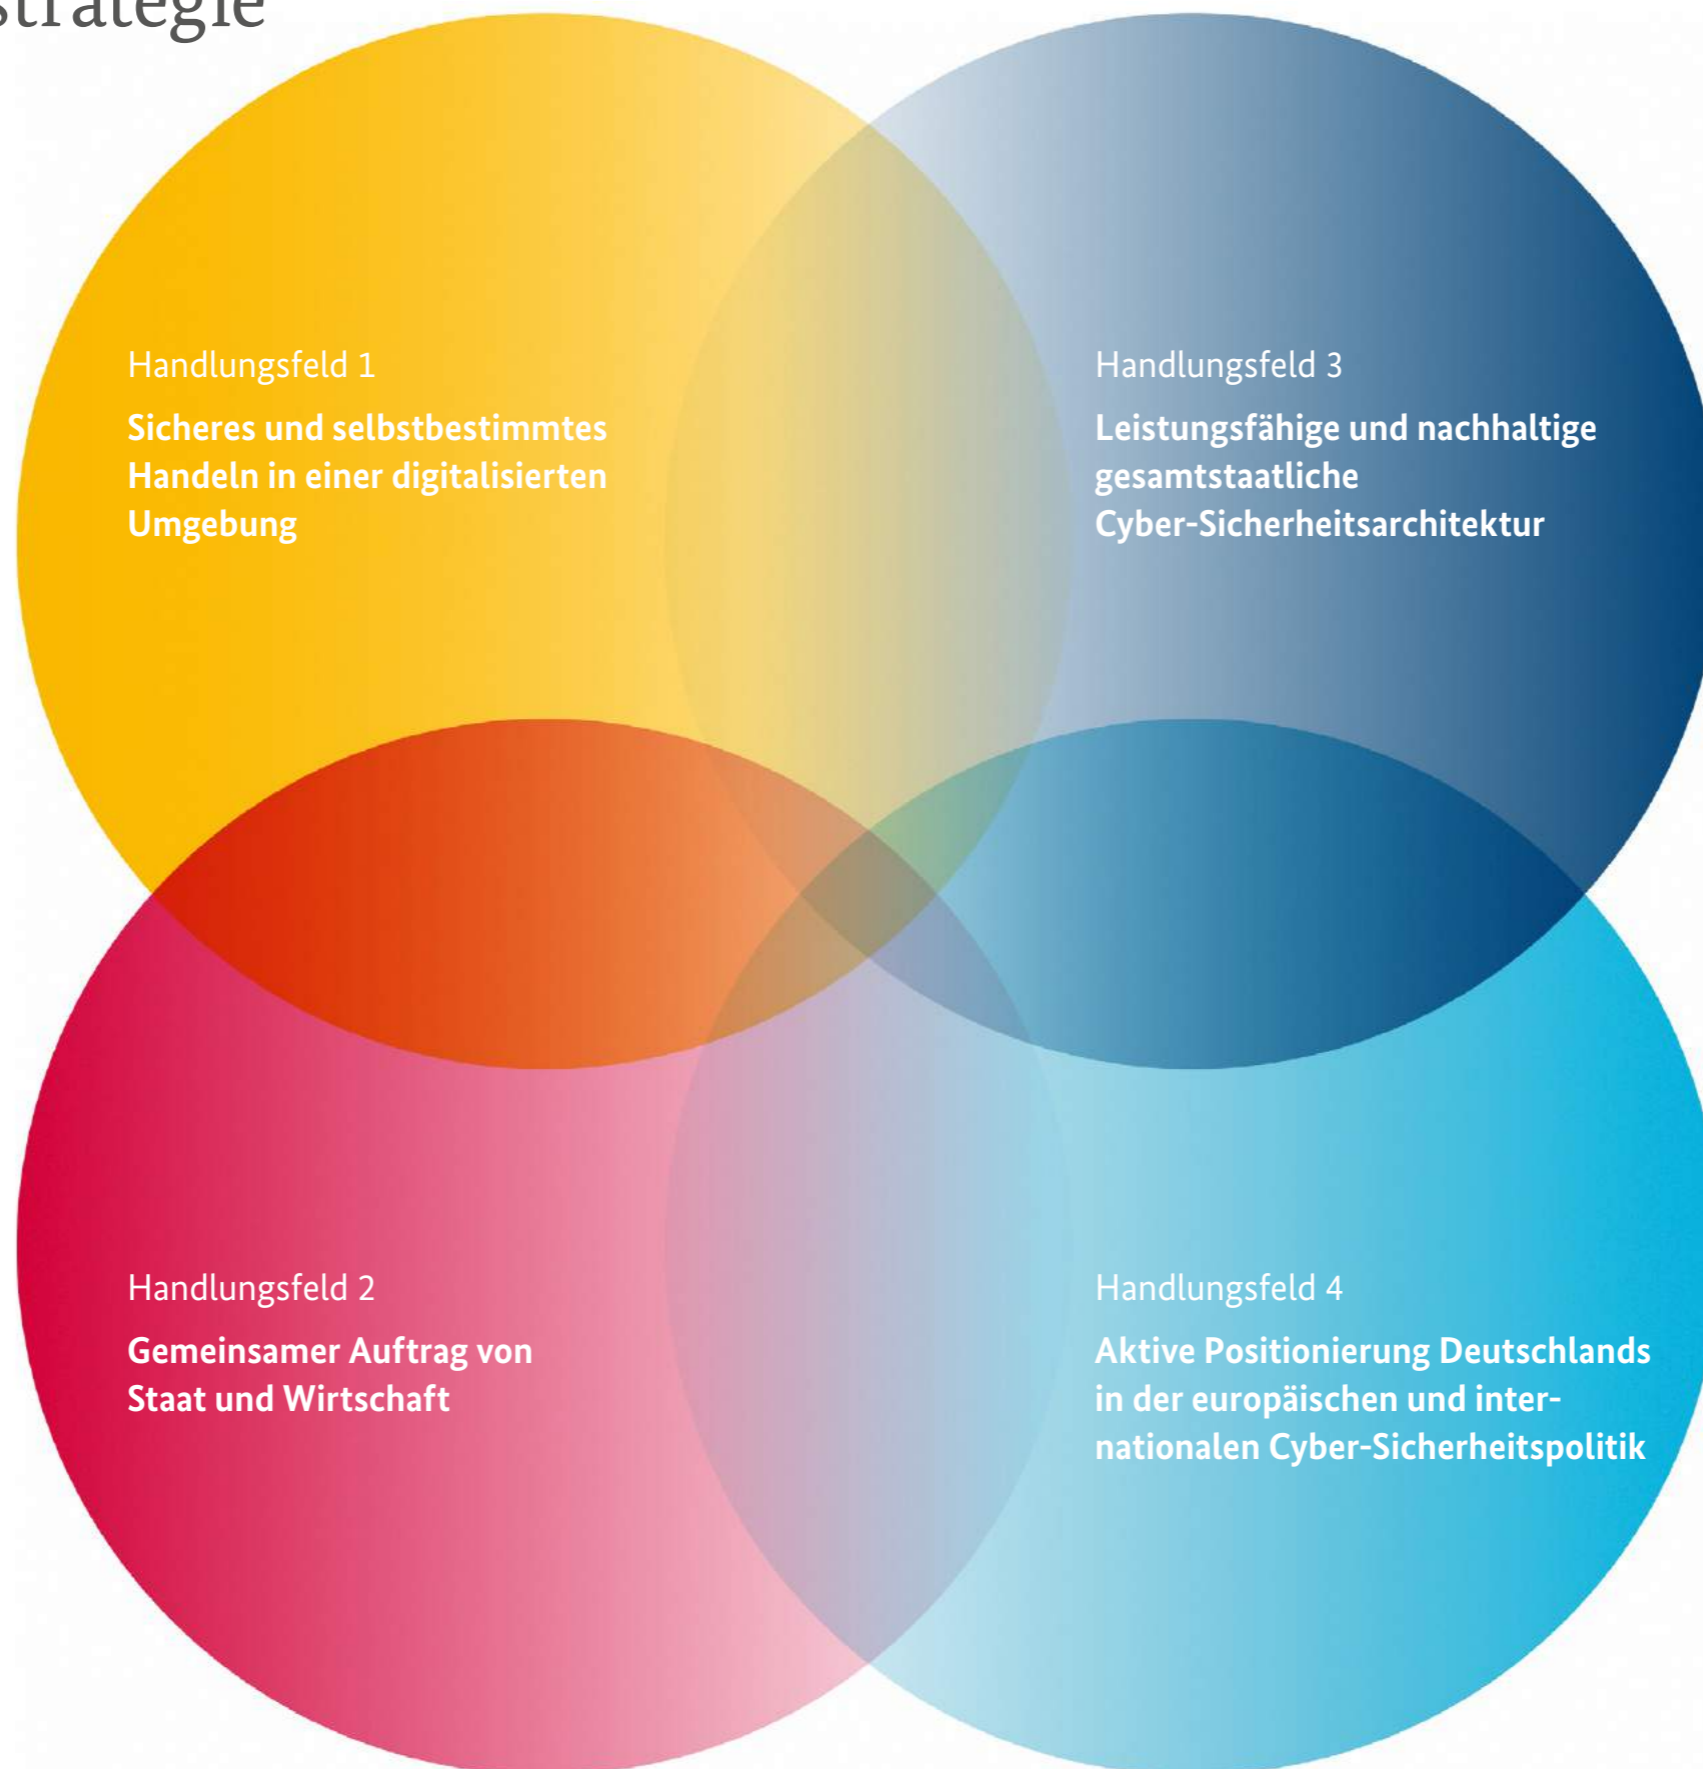 strategie
Handlungsfeld 1
Sicheres und selbstbestimmtes
Handeln in einer digitalisierten
Umgebung
Handlungsfeld 3
Leistungsfähige und nachhaltige
gesamtstaatliche
Cyber-Sicherheitsarchitektur
Handlungsfeld 2
Gemeinsamer Auftrag von
Staat und Wirtschaft
Handlungsfeld 4
Aktive Positionierung Deutschlands
in der europäischen und inter-
nationalen Cyber-Sicherheitspolitik